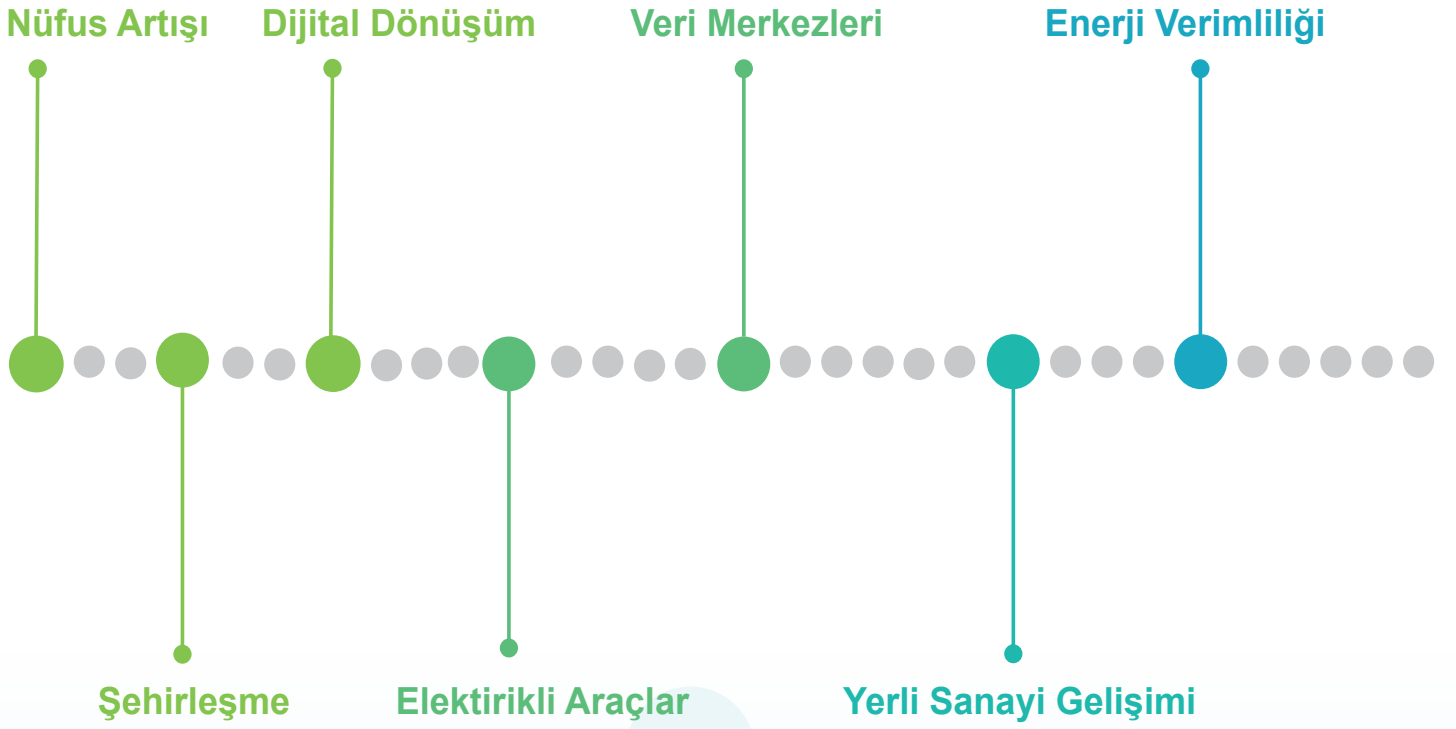 Nüfus Artışı
Dijital Dönüşüm
Veri Merkezleri
Enerji Verimliliği
Şehirleşme
Elektirikli Araçlar
Yerli Sanayi Gelişimi